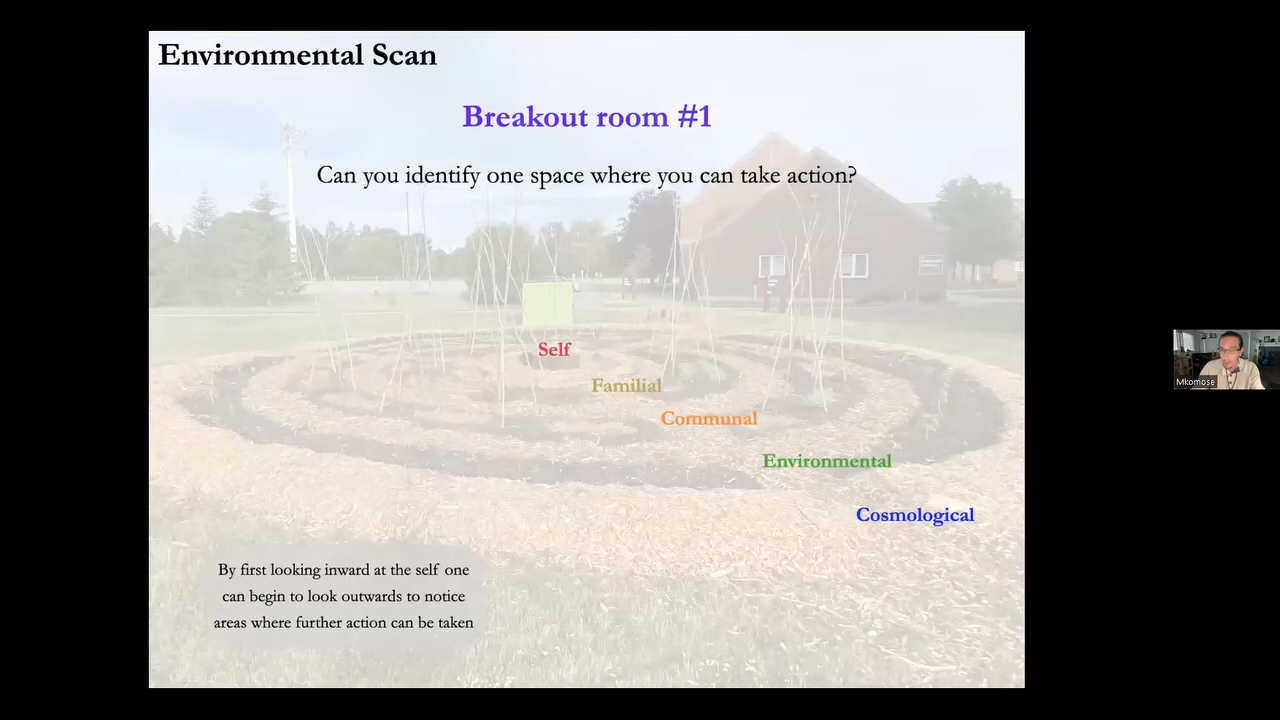 Environmental Scan
Breakout room #1
Can you identify one space where you can take action?
Self
Familial
Communal
Environmental
Cosmological
By first looking inward at the self one
can begin to look outwards to notice
areas where further action can be taken
Mkomose